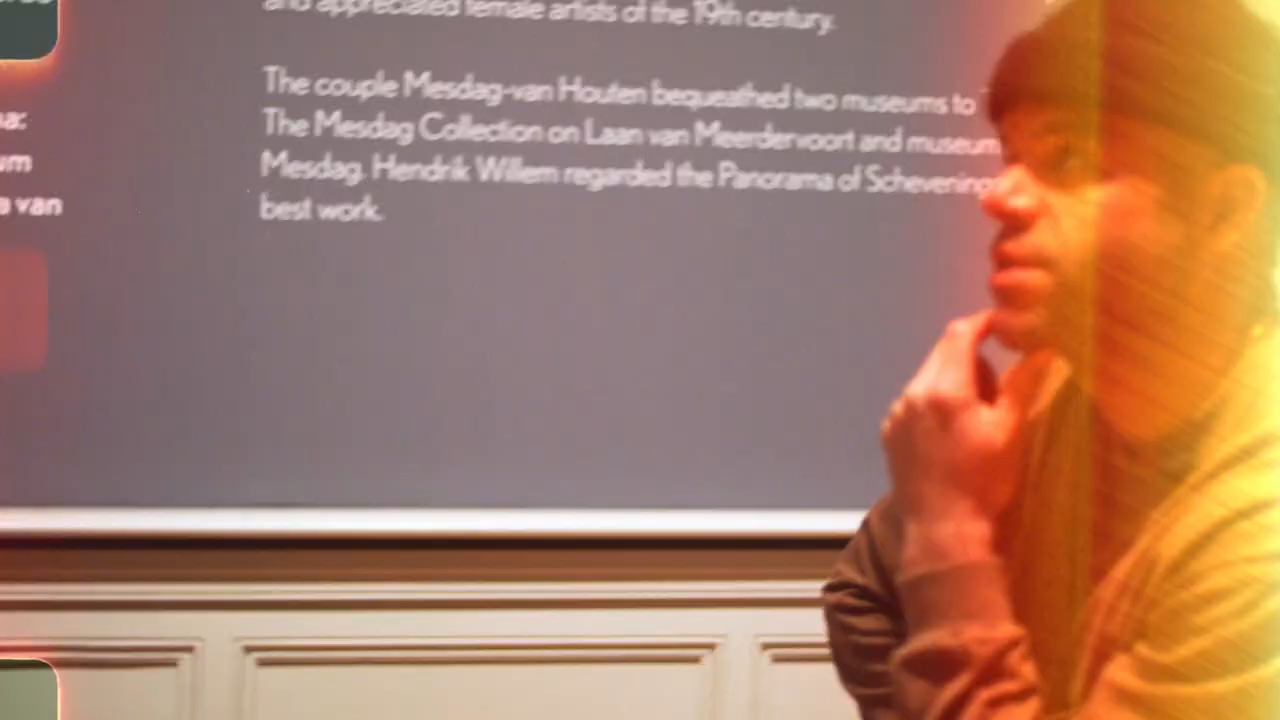 and appreciated female artists of the 19th century.
The couple Mesdag-van Houten bequeathed two museums to
The Mesdag Collection on Laan van Meerdervoort and museum
Mesdag. Hendrik Willem regarded the Panorama of Schevening
best work.
van